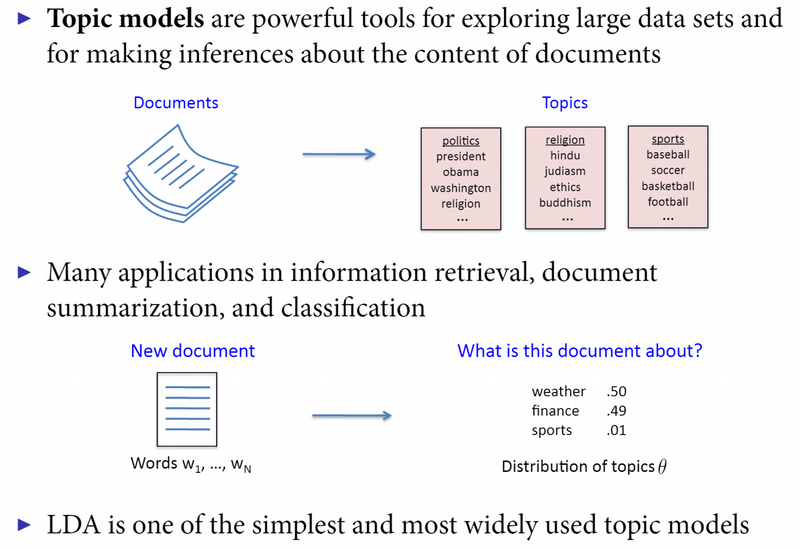 ► Topic models are powerful tools for exploring large data sets and
for making inferences about the content of documents
Documents
Topics
politics
president
obama
washington
religion
...
religion
hindu
judiasm
ethics
buddhism
...
sports
baseball
soccer
basketball
football
...
► Many applications in information retrieval, document
summarization, and classification
New document
What is this document about?
weather .50
finance .49
sports .01
Words w₁, ..., wN
Distribution of topics θ
► LDA is one of the simplest and most widely used topic models